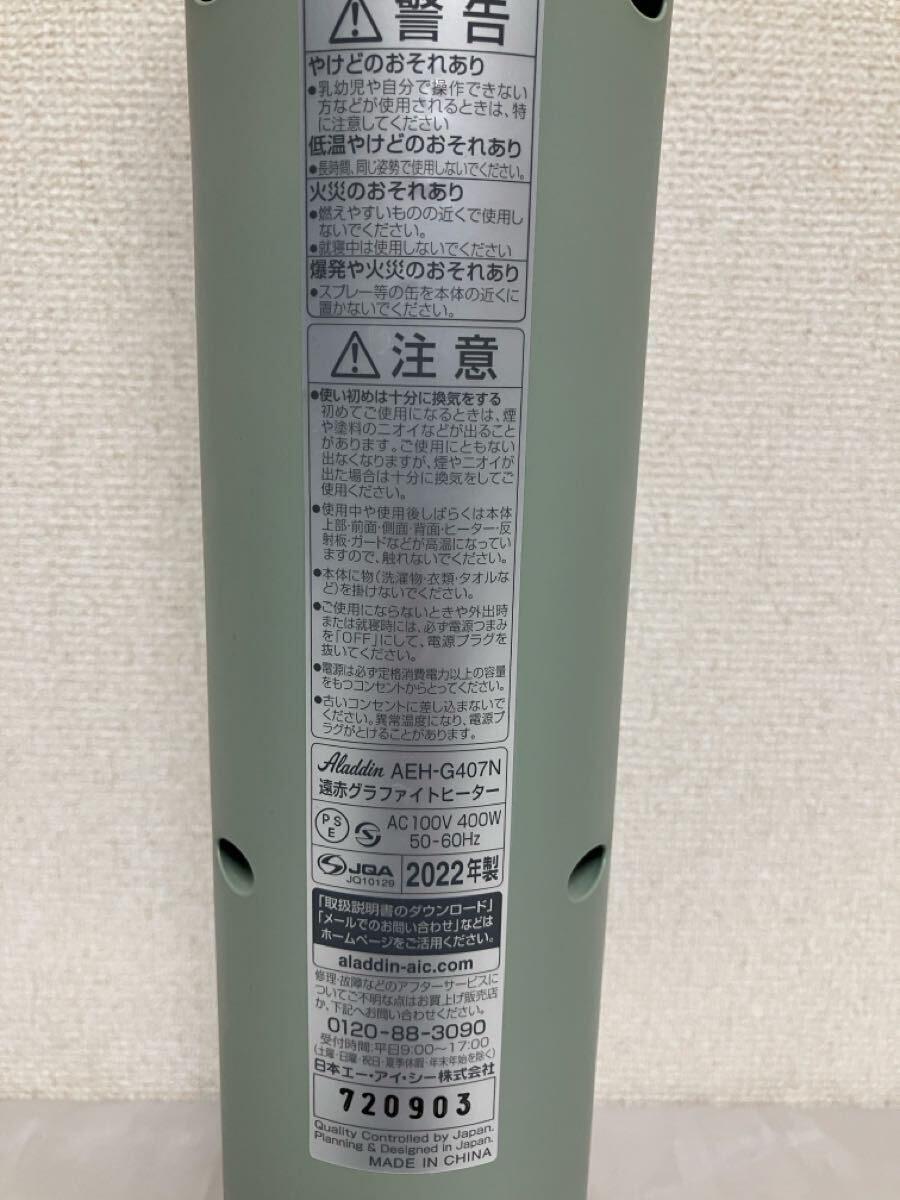 警告
やけどのおそれあり
●乳幼児や自分で操作できない
方などが使用されるときは、特
に注意してください
低温やけどのおそれあり
●長時間、同じ姿勢で使用しないでください。
火災のおそれあり
●燃えやすいものの近くで使用し
ないでください。
●就寝中は使用しないでください
爆発や火災のおそれあり
●スプレー等の缶を本体の近くに
置かないでください。
注意
●使い初めは十分に換気をする
初めてご使用になるときは、煙
や塗料のニオイなどが出ること
があります。ご使用にともない
出なくなりますが、煙やニオイが
出た場合は十分に換気をしてご
使用ください。
●使用中や使用後しばらくは本体
上部・前面・側面・背面・ヒーター・反
射板・ガードなどが高温になってい
ますので、触れないでください。
●本体に物(洗濯物・衣類・タオルな
ど)を掛けないでください。
●ご使用にならないときや外出時
または就寝時には、必ず電源つまみ
を「OFF」にして、電源プラグを
抜いてください。
●電源は必ず定格消費電力以上の容量
をもつコンセントからとってください。
●古いコンセントに差し込まないで
ください。異常温度になり、電源プ
ラグがとけることがあります。
Aladdin AEH-G407N
遠赤グラファイトヒーター
PSE AC100V 400W
50-60Hz
JQA
JQ10129
2022年製
「取扱説明書のダウンロード」
「メールでのお問い合わせ」などは
ホームページをご活用ください。
aladdin-aic.com
修理・故障などのアフターサービスに
ついてご不明な点はお買上げ販売店
か、下記へお問い合わせください。
0120-88-3090
受付時間:平日9:00〜17:00
(土曜・日曜・祝日・夏季休暇・年末年始を除く)
日本エー・アイ・シー株式会社
720903
Quality Controlled by Japan.
Planning & Designed in Japan.
MADE IN CHINA